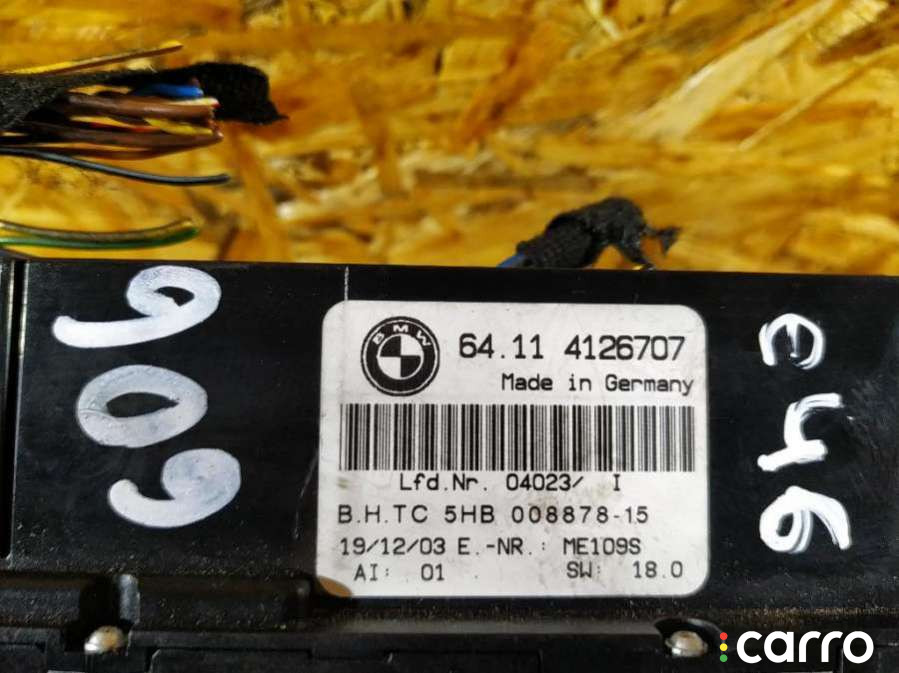 906
64.11 4126707
Made in Germany
Lfd.Nr. 04023/ I
B.H.TC 5HB 008878-15
19/12/03 E.-NR.: ME109S
AI: 01 SW: 18.0
BMW
e46
carro